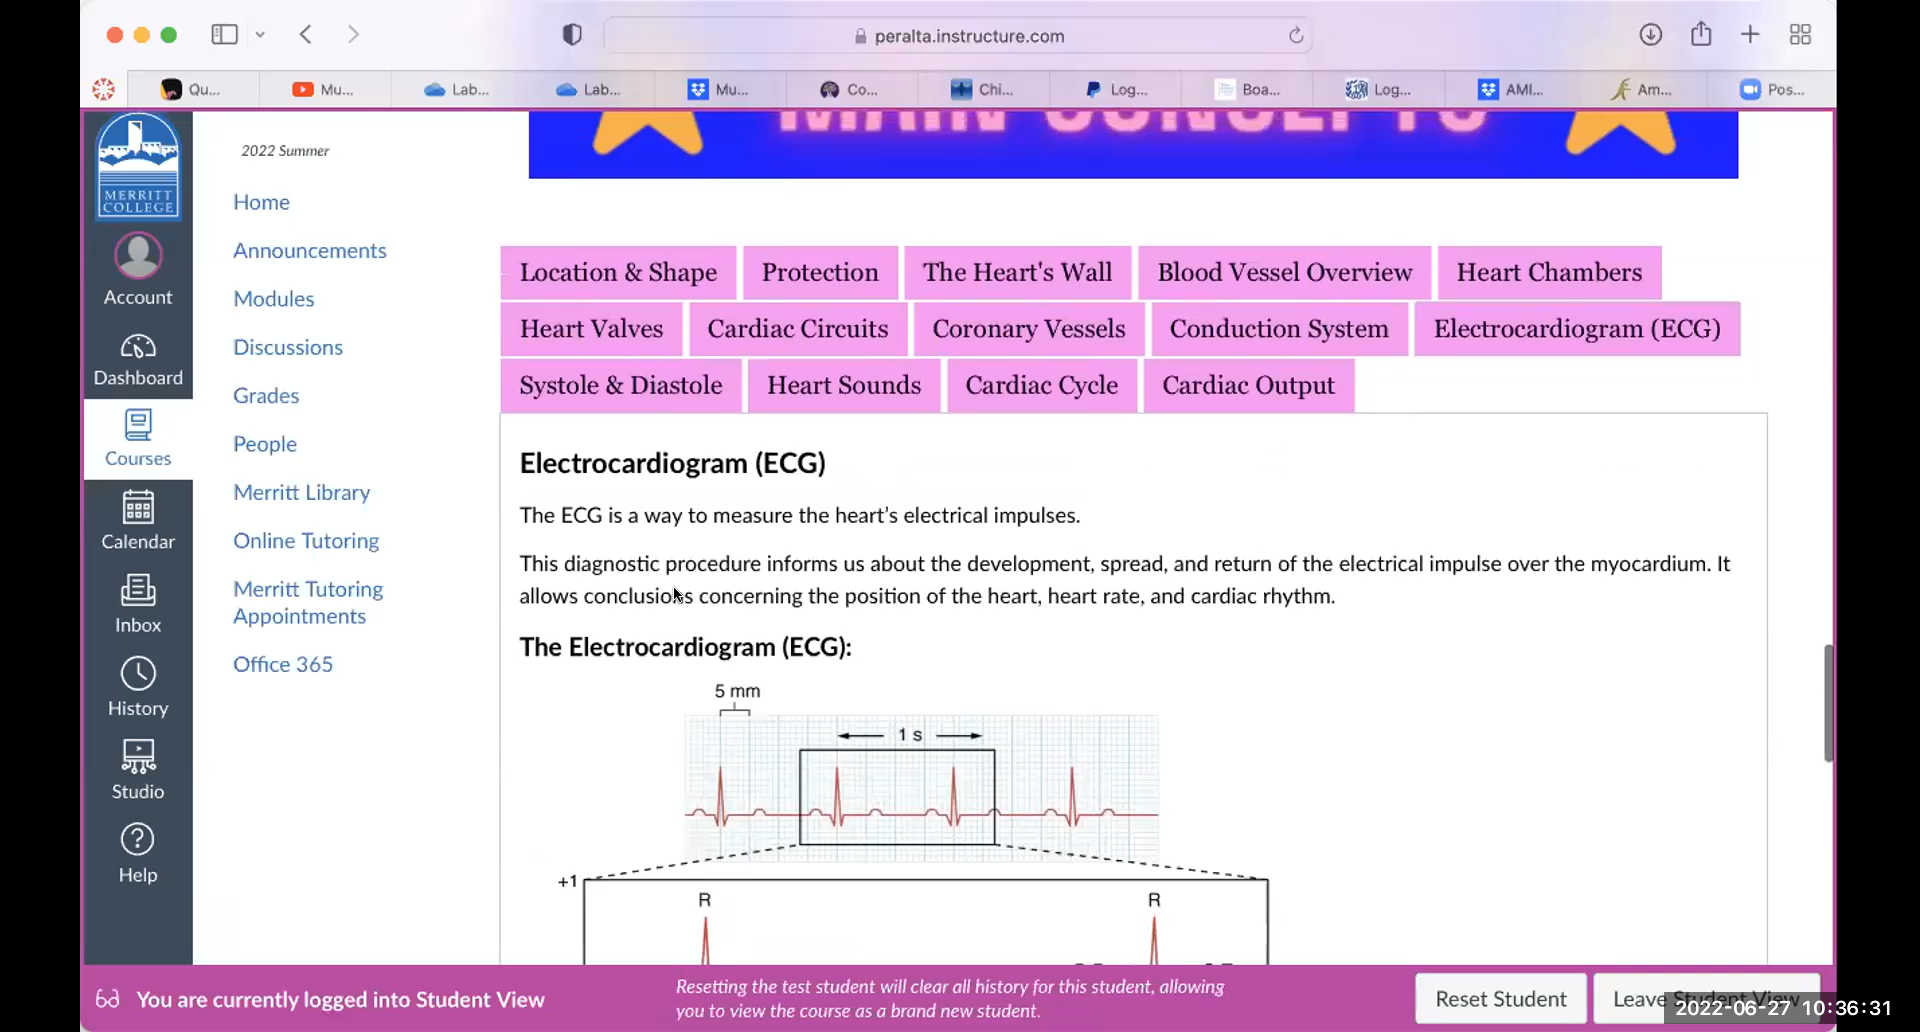 peralta.instructure.com
Qu...
Mu...
Lab...
Lab...
Mu...
Co...
Chi...
Log...
Boa...
Log...
AMI...
Am...
Pos...
MAIN CONCEPTS
MERRITT
COLLEGE
Account
Dashboard
Courses
Calendar
Inbox
History
Studio
Help
2022 Summer
Home
Announcements
Modules
Discussions
Grades
People
Merritt Library
Online Tutoring
Merritt Tutoring
Appointments
Office 365
Location & Shape
Protection
The Heart's Wall
Blood Vessel Overview
Heart Chambers
Heart Valves
Cardiac Circuits
Coronary Vessels
Conduction System
Electrocardiogram (ECG)
Systole & Diastole
Heart Sounds
Cardiac Cycle
Cardiac Output
Electrocardiogram (ECG)
The ECG is a way to measure the heart’s electrical impulses.
This diagnostic procedure informs us about the development, spread, and return of the electrical impulse over the myocardium. It
allows conclusions concerning the position of the heart, heart rate, and cardiac rhythm.
The Electrocardiogram (ECG):
5 mm
1 s
+1
R
R
You are currently logged into Student View
Resetting the test student will clear all history for this student, allowing
you to view the course as a brand new student.
Reset Student
Leave Student View
2022-06-27 10:36:31